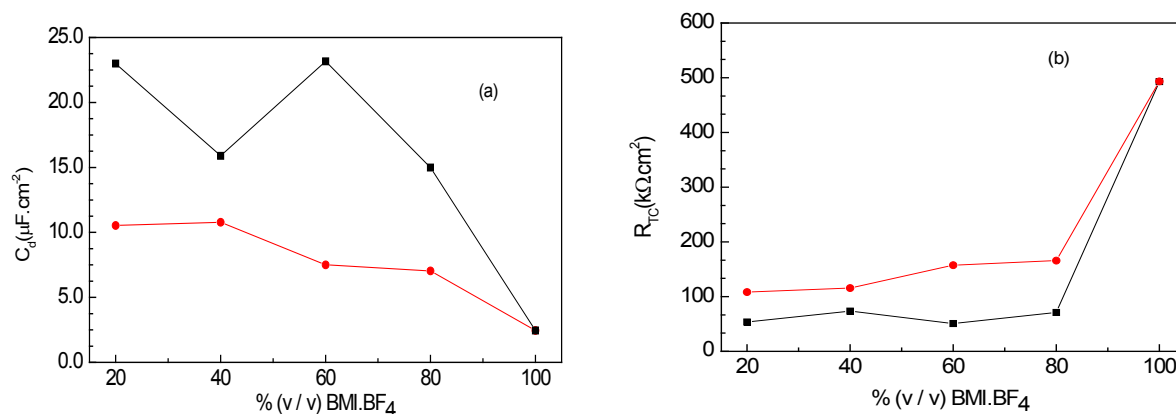 25.0
20.0
15.0
10.0
5.0
0.0
C_d(μF.cm⁻²)
(a)
20 40 60 80 100
% (v / v) BMI.BF₄
600
500
400
300
200
100
0
R_TC(kΩcm²)
(b)
20 40 60 80 100
% (v / v) BMI.BF₄